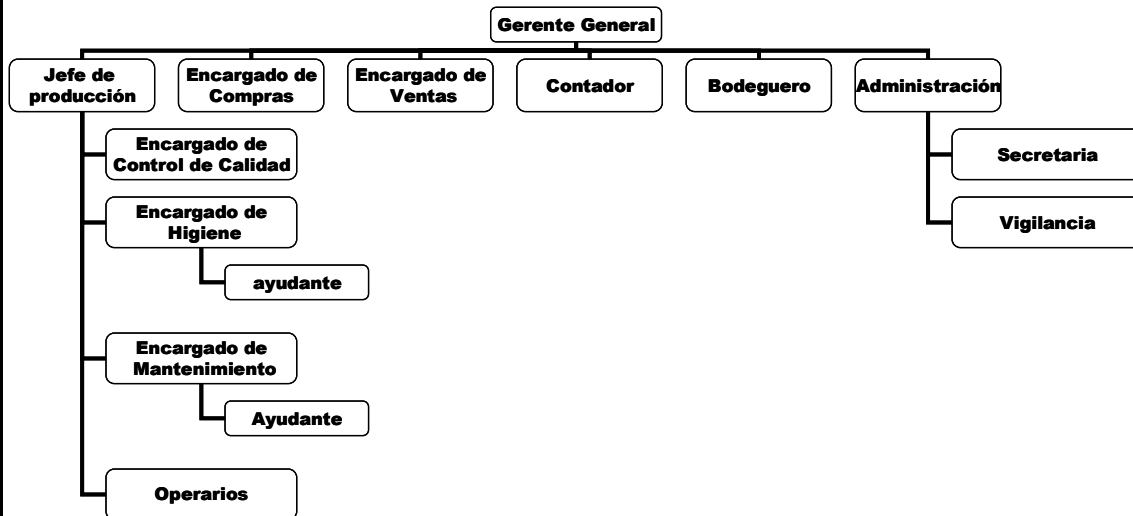 Gerente General
Jefe de
producción
Encargado de
Compras
Encargado de
Ventas
Contador
Bodeguero
Administración
Encargado de
Control de Calidad
Secretaria
Encargado de
Higiene
Vigilancia
ayudante
Encargado de
Mantenimiento
Ayudante
Operarios